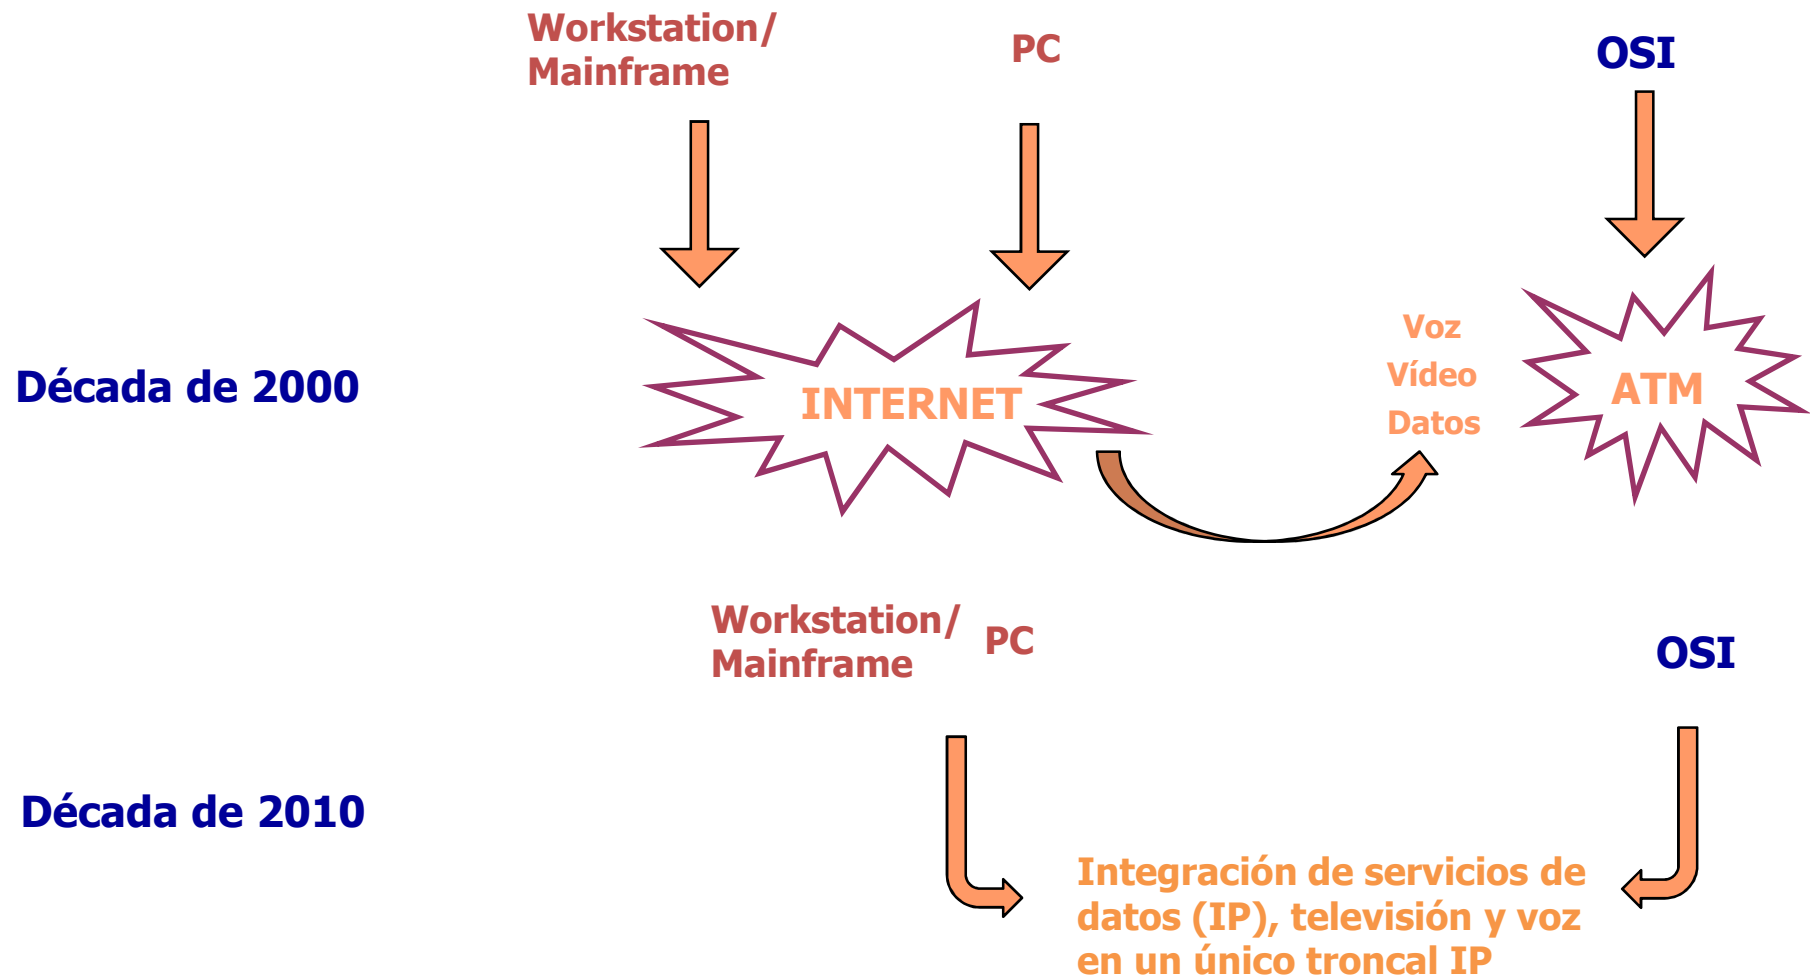 Workstation/
Mainframe
PC
OSI
Década de 2000
INTERNET
Voz
Vídeo
Datos
ATM
Workstation/
Mainframe
PC
OSI
Década de 2010
Integración de servicios de
datos (IP), televisión y voz
en un único troncal IP